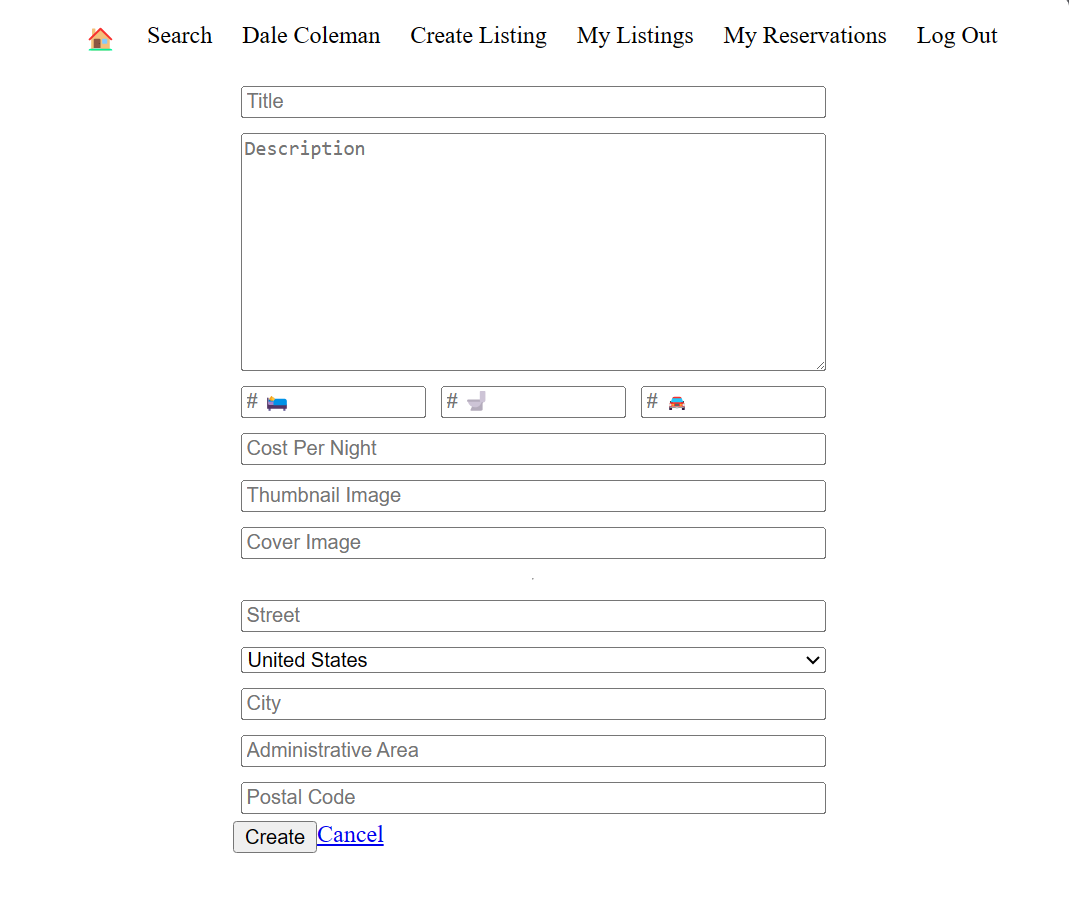 🏠 Search Dale Coleman Create Listing My Listings My Reservations Log Out
Title
Description
# 🛌 # 🚽 # 🚘
Cost Per Night
Thumbnail Image
Cover Image
Street
United States
City
Administrative Area
Postal Code
Create Cancel